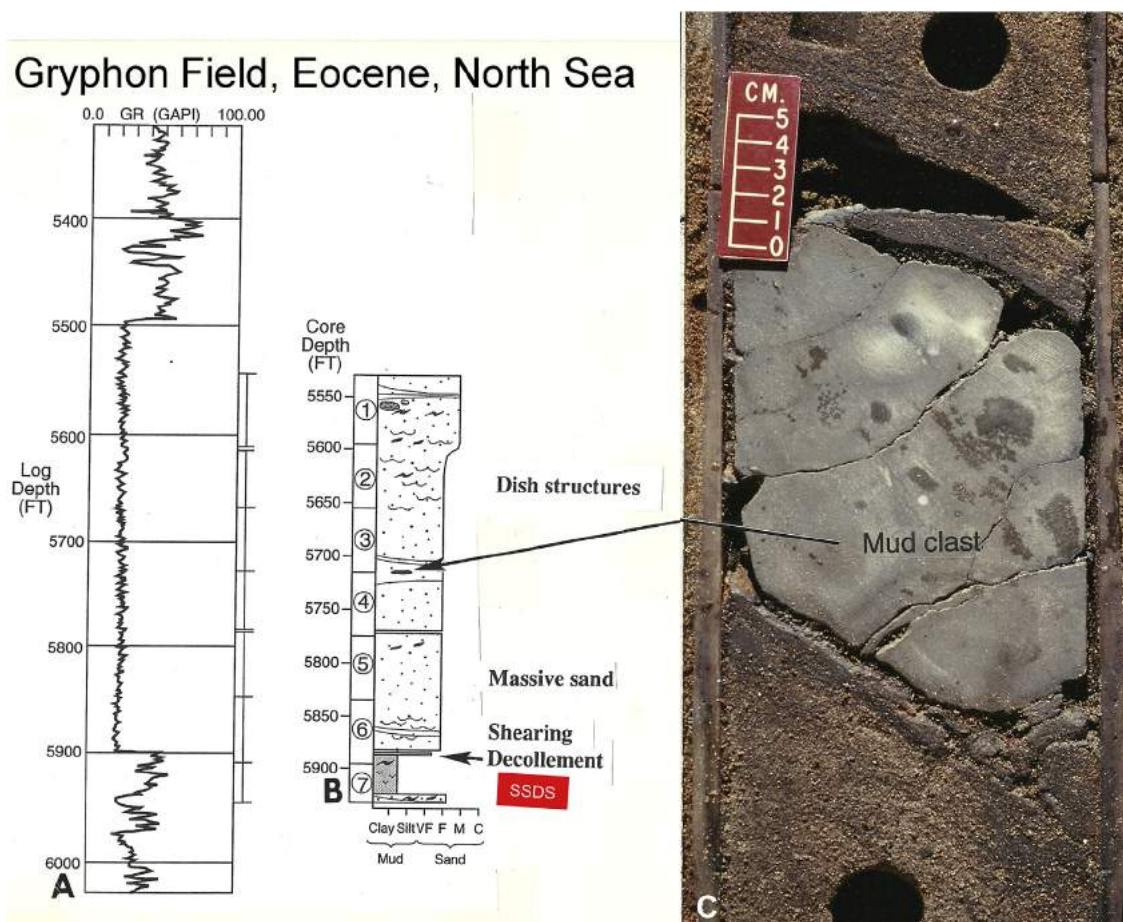 Gryphon Field, Eocene, North Sea
0.0 GR (GAPI) 100.00
5400
5500
5600
Log
Depth
(FT)
5700
5800
5900
6000
A
Core
Depth
(FT)
5550
5600
5650
5700
5750
5800
5850
5900
1
2
3
4
5
6
7
B
Dish structures
Massive sand
Shearing
Decollement
SSDS
Clay Silt VF F M C
Mud Sand
CM.
5
4
3
2
1
0
Mud clast
C